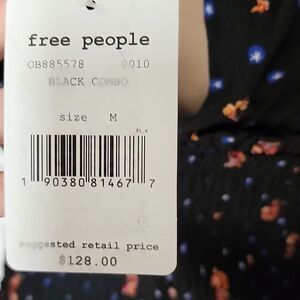 free people
OB885578 0010
BLACK COMBO
size M
1 90380 81467 7
suggested retail price
$128.00